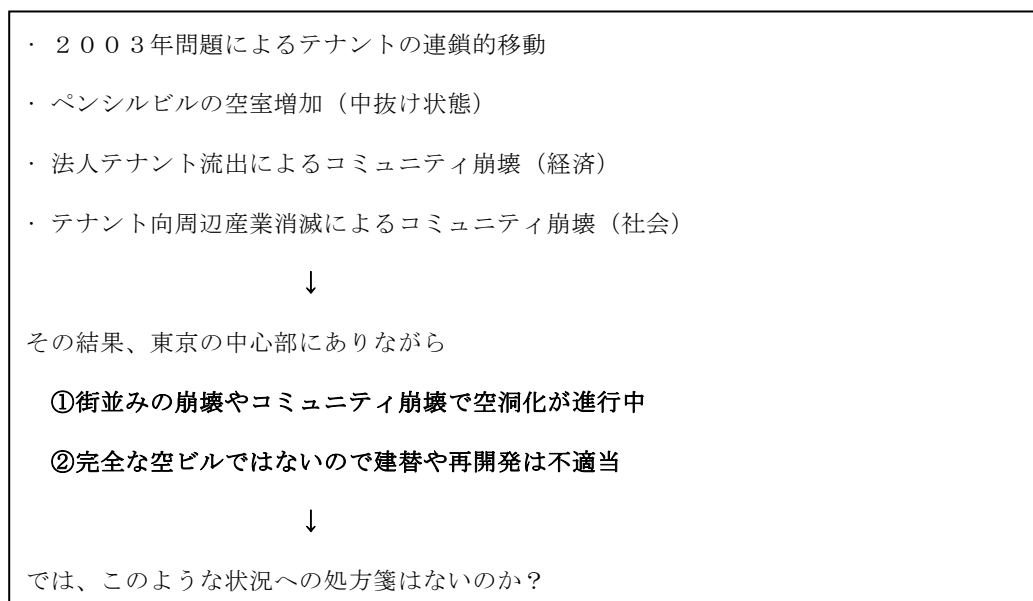 · ２００３年問題によるテナントの連鎖的移動
· ペンシルビルの空室増加（中抜け状態）
· 法人テナント流出によるコミュニティ崩壊（経済）
· テナント向周辺産業消滅によるコミュニティ崩壊（社会）
↓
その結果、東京の中心部にありながら
①街並みの崩壊やコミュニティ崩壊で空洞化が進行中
②完全な空ビルではないので建替や再開発は不適当
↓
では、このような状況への処方箋はないのか？